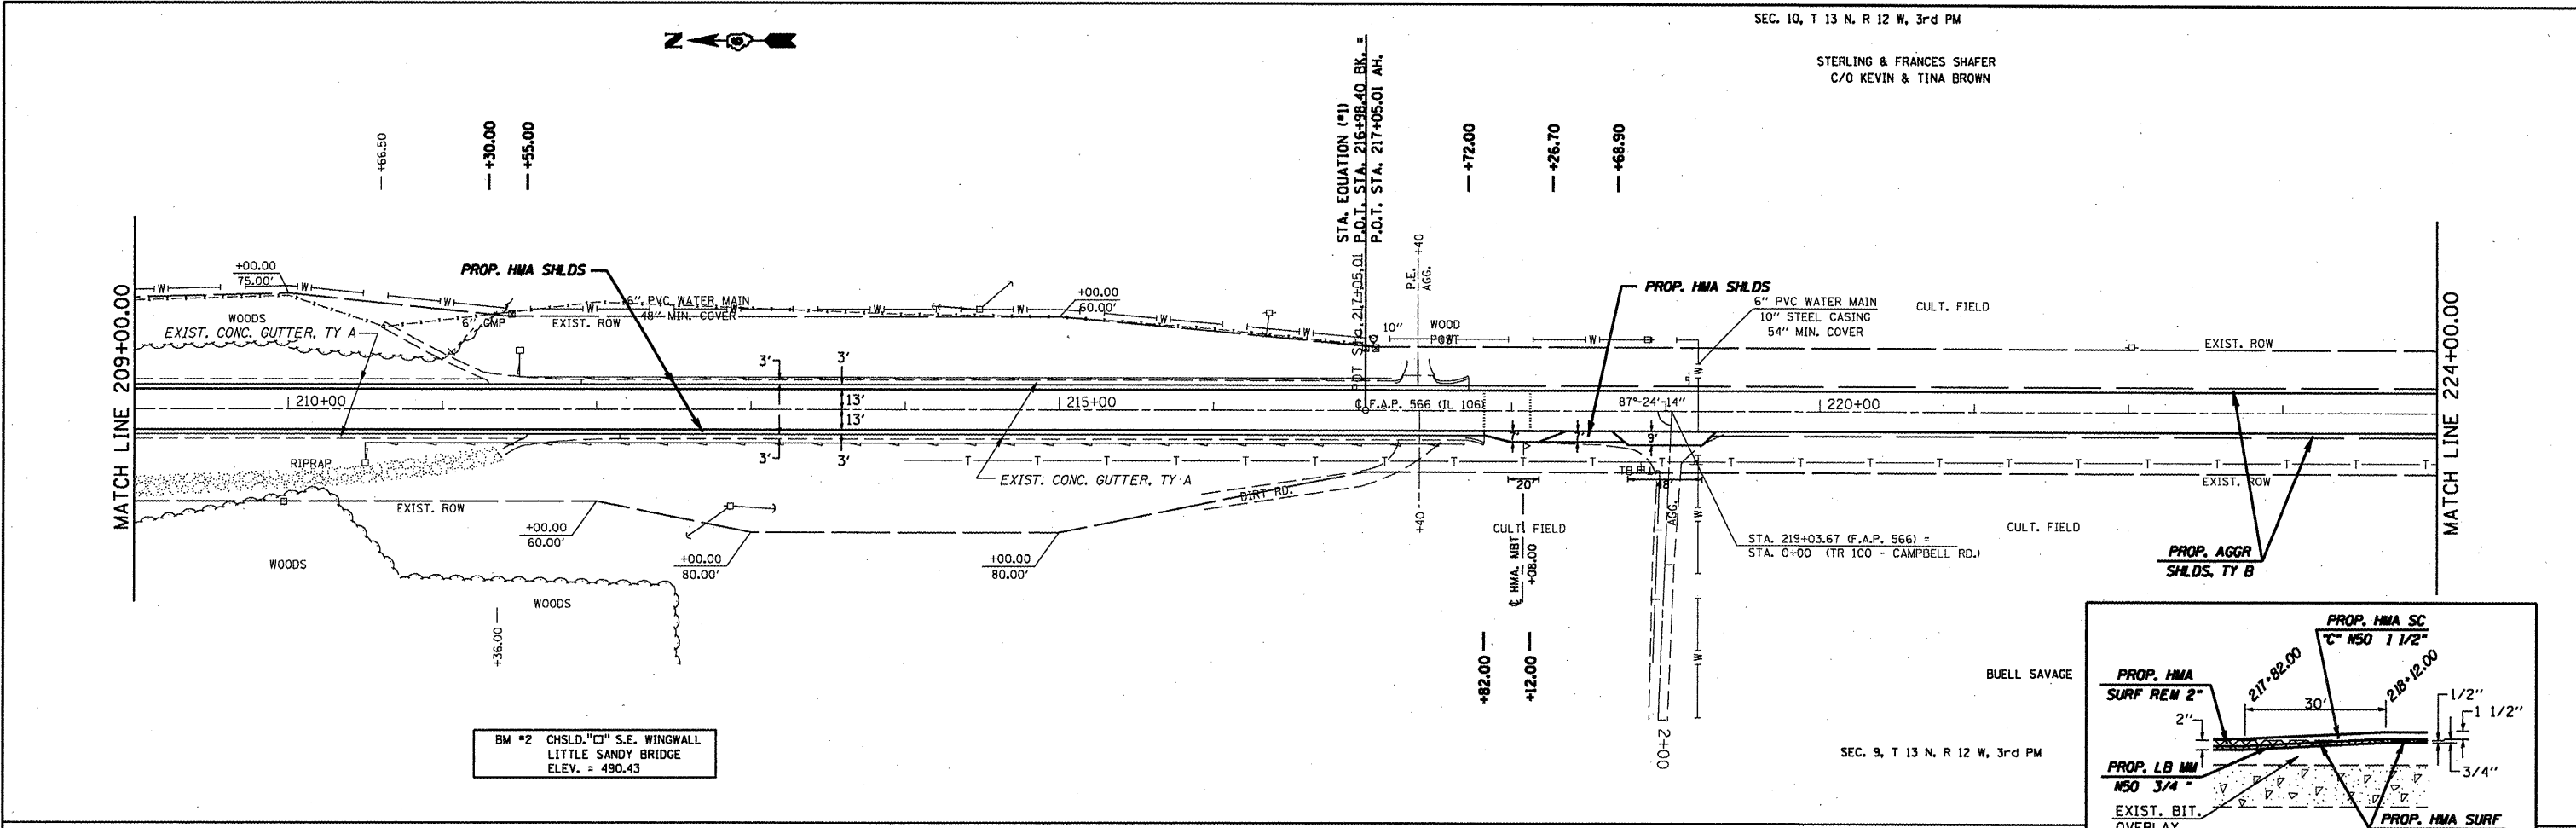 SEC. 10, T 13 N. R 12 W. 3rd PM
N
STERLING & FRANCES SHAFER
C/O KEVIN & TINA BROWN
STA. EQUATION (#1)
P.O.T. STA. 216+98.40 BK. =
P.O.T. STA. 217+05.01 AH.
+66.50
+30.00
+55.00
+72.00
+26.70
+68.90
POT Sta. 217+05.01
P.E. +40
AGG.
MATCH LINE 209+00.00
MATCH LINE 224+00.00
+00.00
75.00'
W W W W
PROP. HMA SHLDS
6" PVC WATER MAIN
48" MIN. COVER
+00.00
60.00'
PROP. HMA SHLDS
6" PVC WATER MAIN
10" STEEL CASING
54" MIN. COVER
CULT. FIELD
WOODS
EXIST. CONC. GUTTER, TY A
6" CMP
EXIST. ROW
10" WOOD
POST
EXIST. ROW
3' 3'
210+00
13'
215+00
℄ F.A.P. 566 (IL 106)
87°-24'-14"
220+00
13'
9'
3' 3'
RIPRAP
EXIST. CONC. GUTTER, TY A
T T T T T T T
20'
48'
EXIST. ROW
EXIST. ROW
DIRT RD.
+00.00
60.00'
+00.00
80.00'
+00.00
80.00'
+40
CULT. FIELD
AGG.
CULT. FIELD
℄ HMA. MBT
+08.00
STA. 219+03.67 (F.A.P. 566) =
STA. 0+00 (TR 100 - CAMPBELL RD.)
PROP. AGGR
SHLDS. TY B
WOODS
WOODS
+36.00
+82.00
+12.00
2+00
BUELL SAVAGE
BM #2 CHSLD."□" S.E. WINGWALL
LITTLE SANDY BRIDGE
ELEV. = 490.43
SEC. 9, T 13 N. R 12 W, 3rd PM
PROP. HMA SC
"C" N50 1 1/2"
PROP. HMA
SURF REM 2"
217+82.00
218+12.00
30'
1/2"
1 1/2"
2"
3/4"
PROP. LB MM
N50 3/4 "
EXIST. BIT.
OVERLAY
PROP. HMA SURF